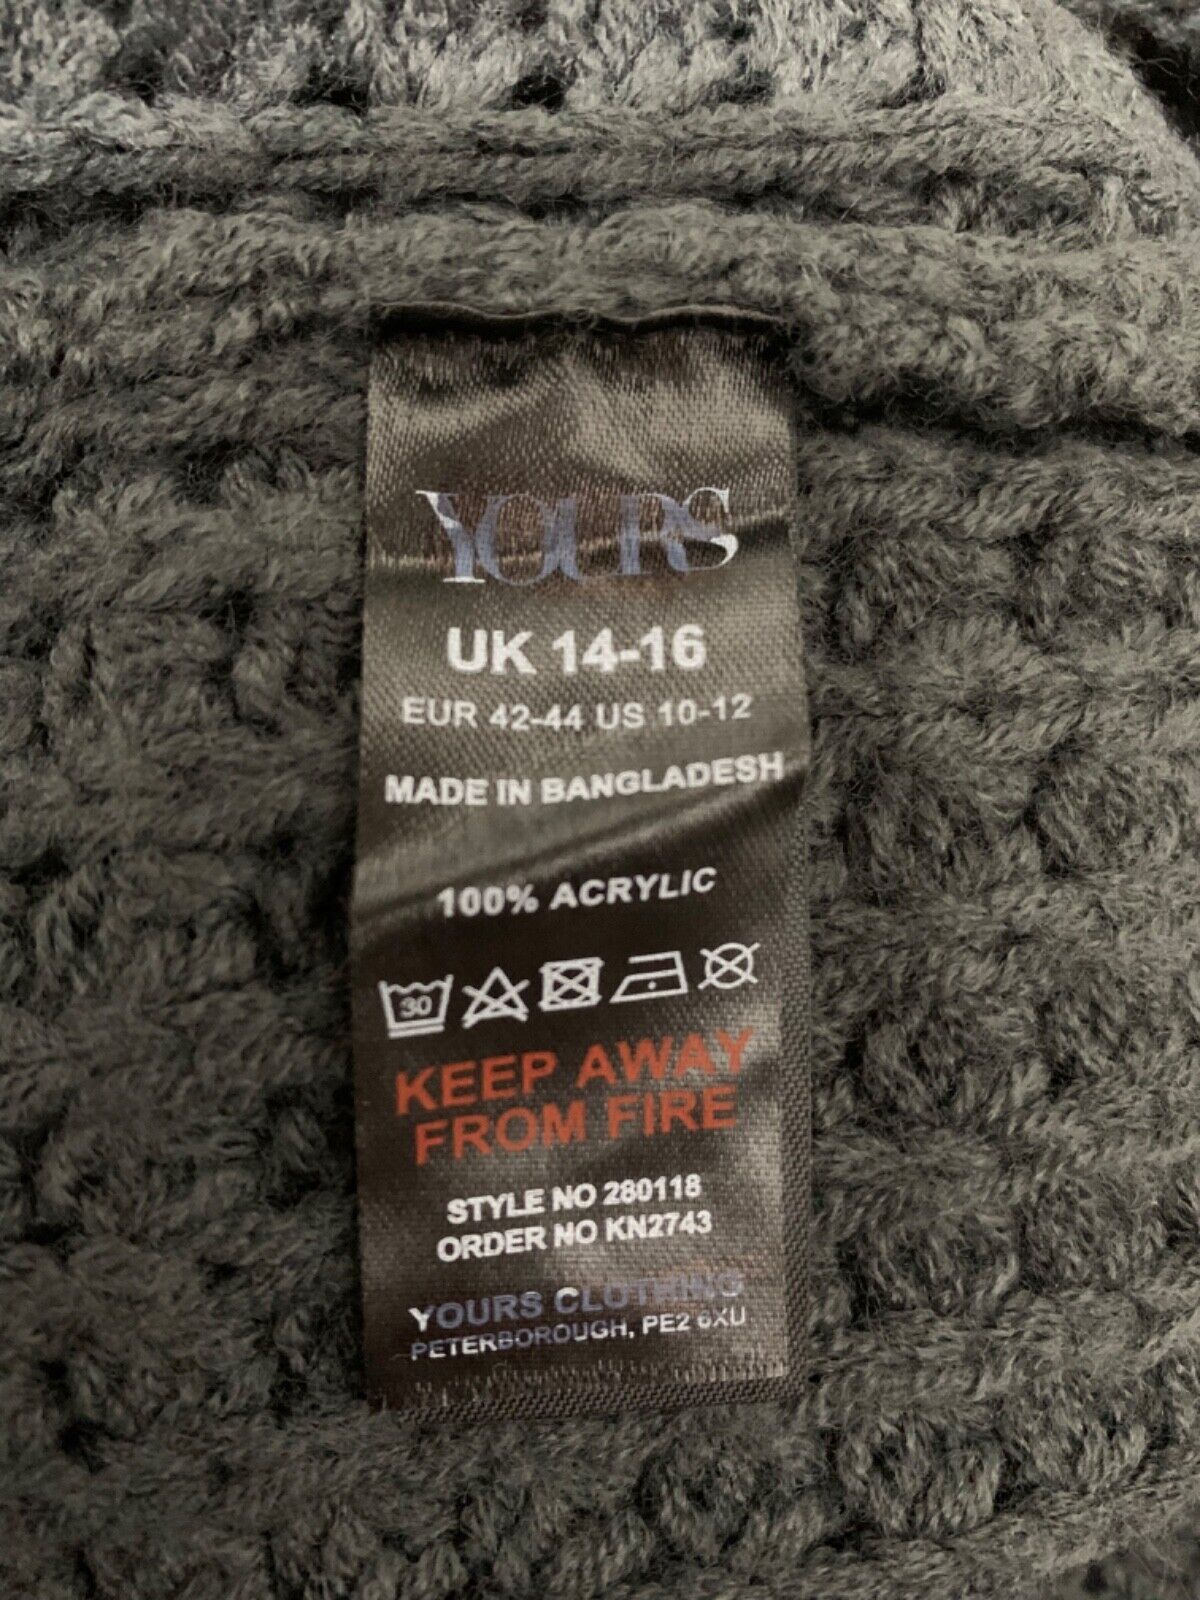 YOURS
UK 14-16
EUR 42-44 US 10-12
MADE IN BANGLADESH
100% ACRYLIC
30
KEEP AWAY
FROM FIRE
STYLE NO 280118
ORDER NO KN2743
YOURS CLOTHING
PETERBOROUGH, PE2 6XU